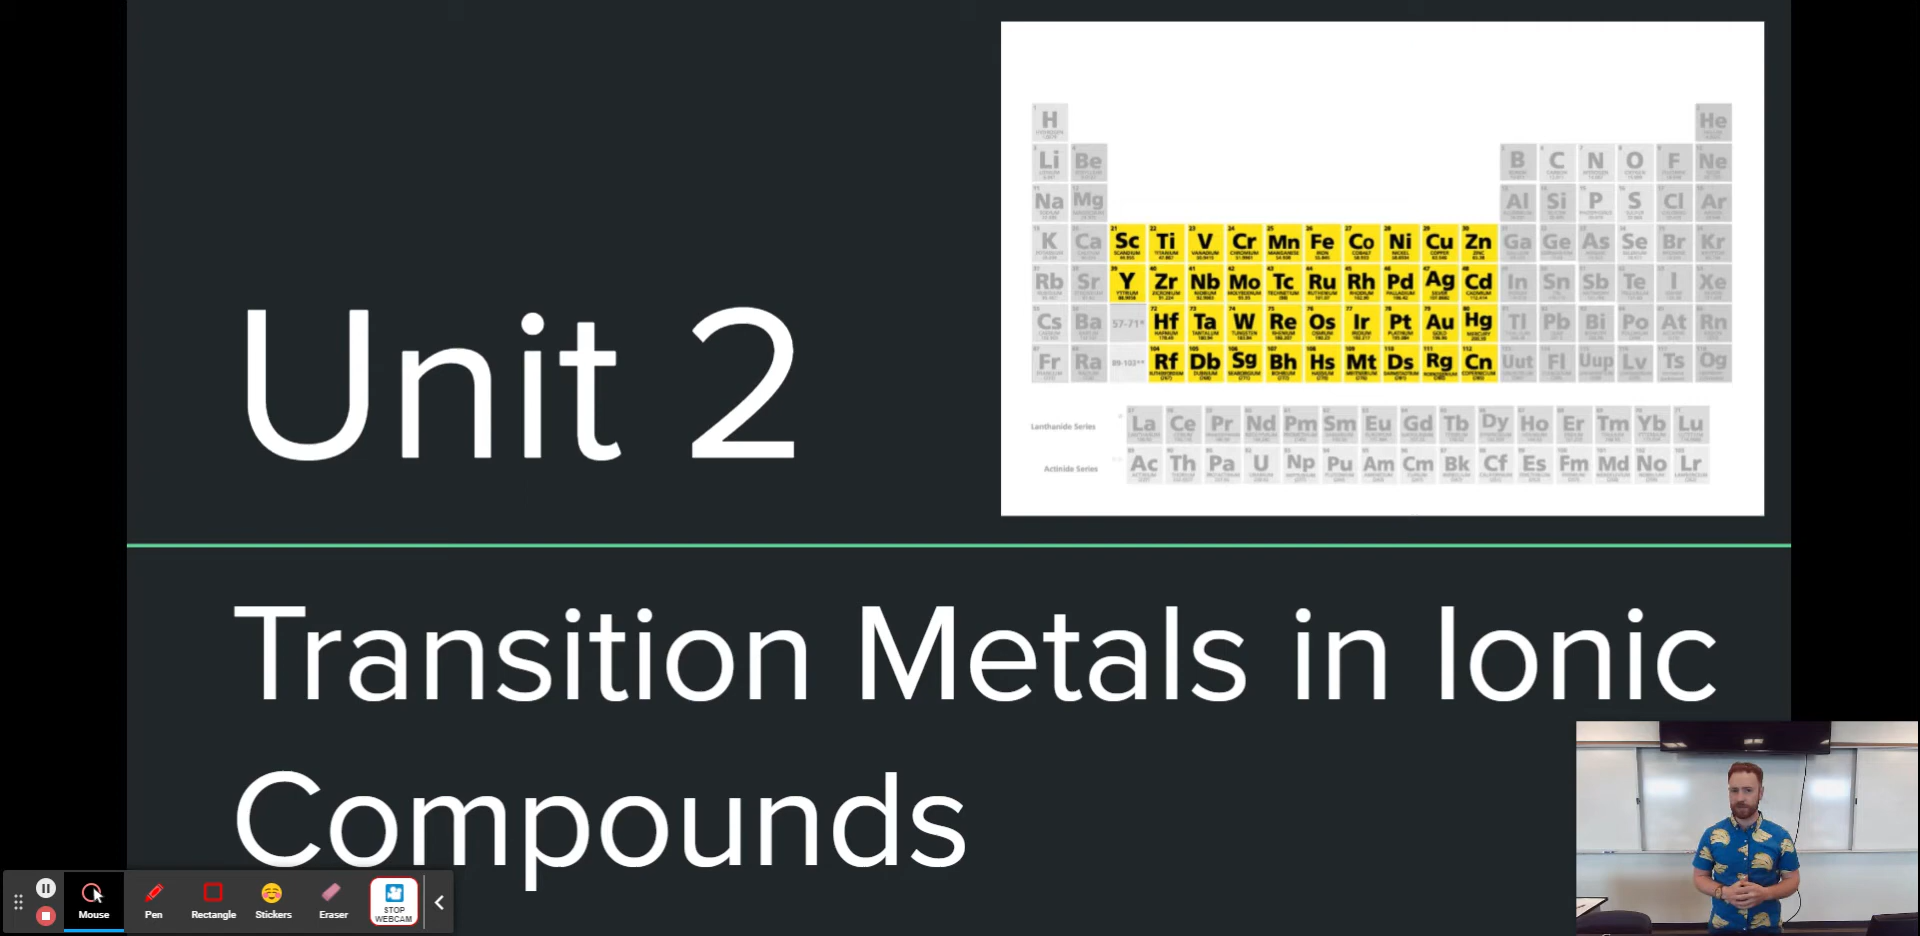 Unit 2
H He
Li Be B C N O F Ne
Na Mg Al Si P S Cl Ar
K Ca Sc Ti V Cr Mn Fe Co Ni Cu Zn Ga Ge As Se Br Kr
Rb Sr Y Zr Nb Mo Tc Ru Rh Pd Ag Cd In Sn Sb Te I Xe
Cs Ba 57-71* Hf Ta W Re Os Ir Pt Au Hg Tl Pb Bi Po At Rn
Fr Ra 89-103** Rf Db Sg Bh Hs Mt Ds Rg Cn Uut Fl Uup Lv Ts Og
Lanthanide Series La Ce Pr Nd Pm Sm Eu Gd Tb Dy Ho Er Tm Yb Lu
Actinide Series Ac Th Pa U Np Pu Am Cm Bk Cf Es Fm Md No Lr
Transition Metals in Ionic
Compounds
Mouse Pen Rectangle Stickers Eraser STOP
WEBCAM